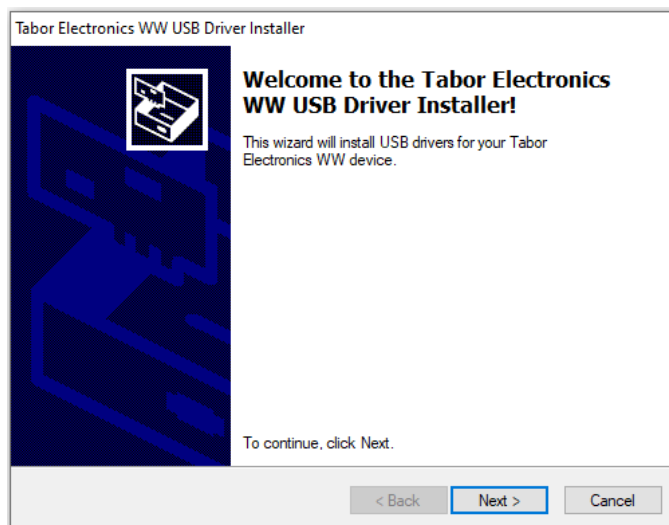 Tabor Electronics WW USB Driver Installer
Welcome to the Tabor Electronics
WW USB Driver Installer!
This wizard will install USB drivers for your Tabor
Electronics WW device.
To continue, click Next.
< Back Next > Cancel